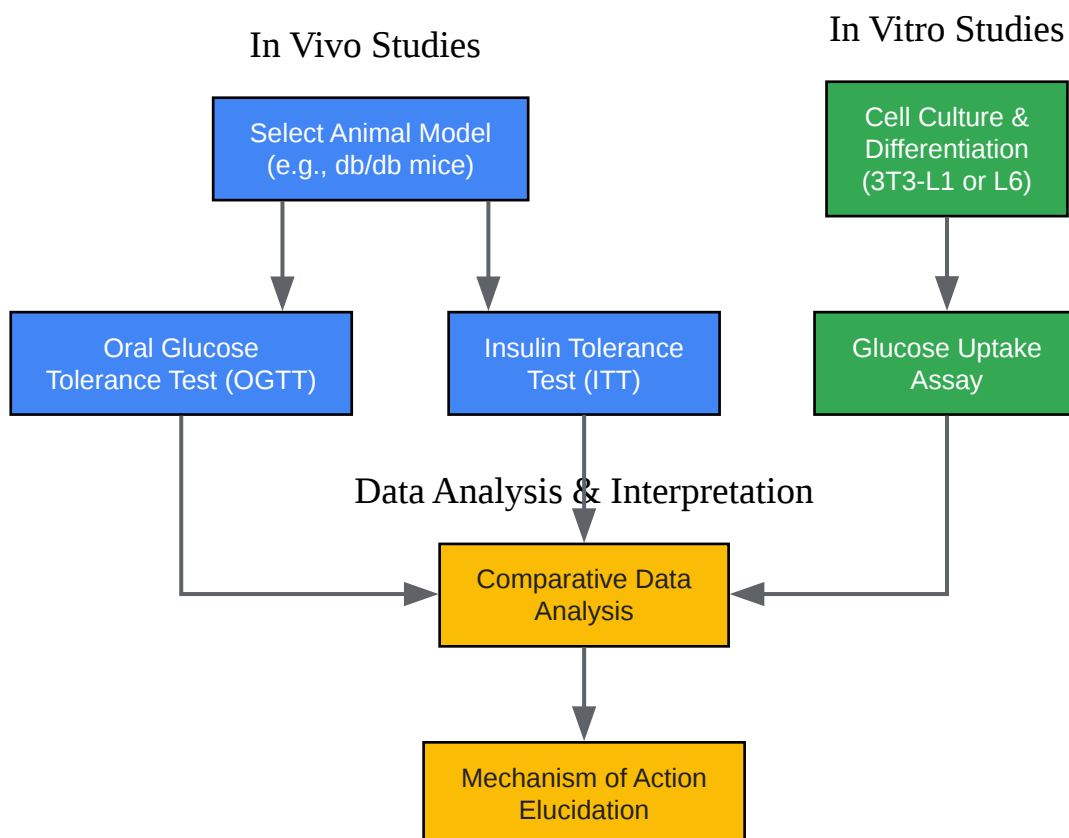 In Vivo Studies
In Vitro Studies
Select Animal Model
(e.g., db/db mice)
Cell Culture &
Differentiation
(3T3-L1 or L6)
Oral Glucose
Tolerance Test (OGTT)
Insulin Tolerance
Test (ITT)
Glucose Uptake
Assay
Data Analysis & Interpretation
Comparative Data
Analysis
Mechanism of Action
Elucidation